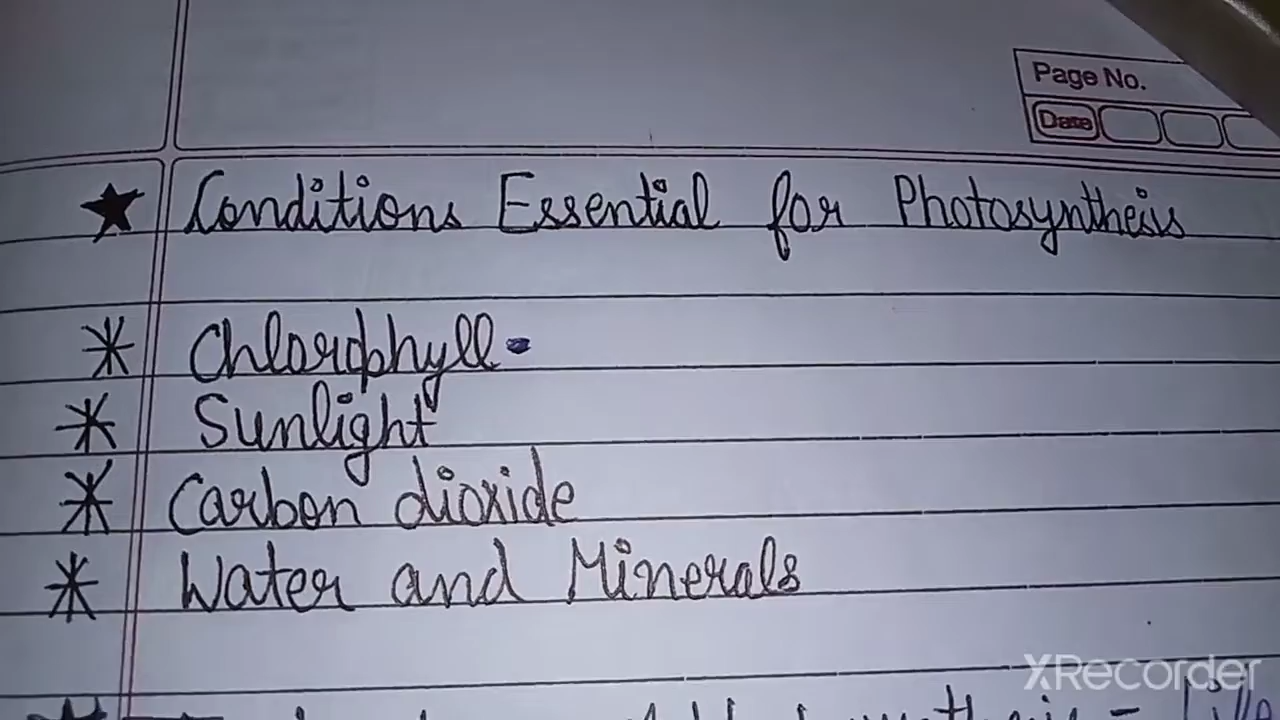 Page No.
Date
★ Conditions Essential for Photosynthesis
* Chlorophyll
* Sunlight
* Carbon dioxide
* Water and Minerals
XRecorder